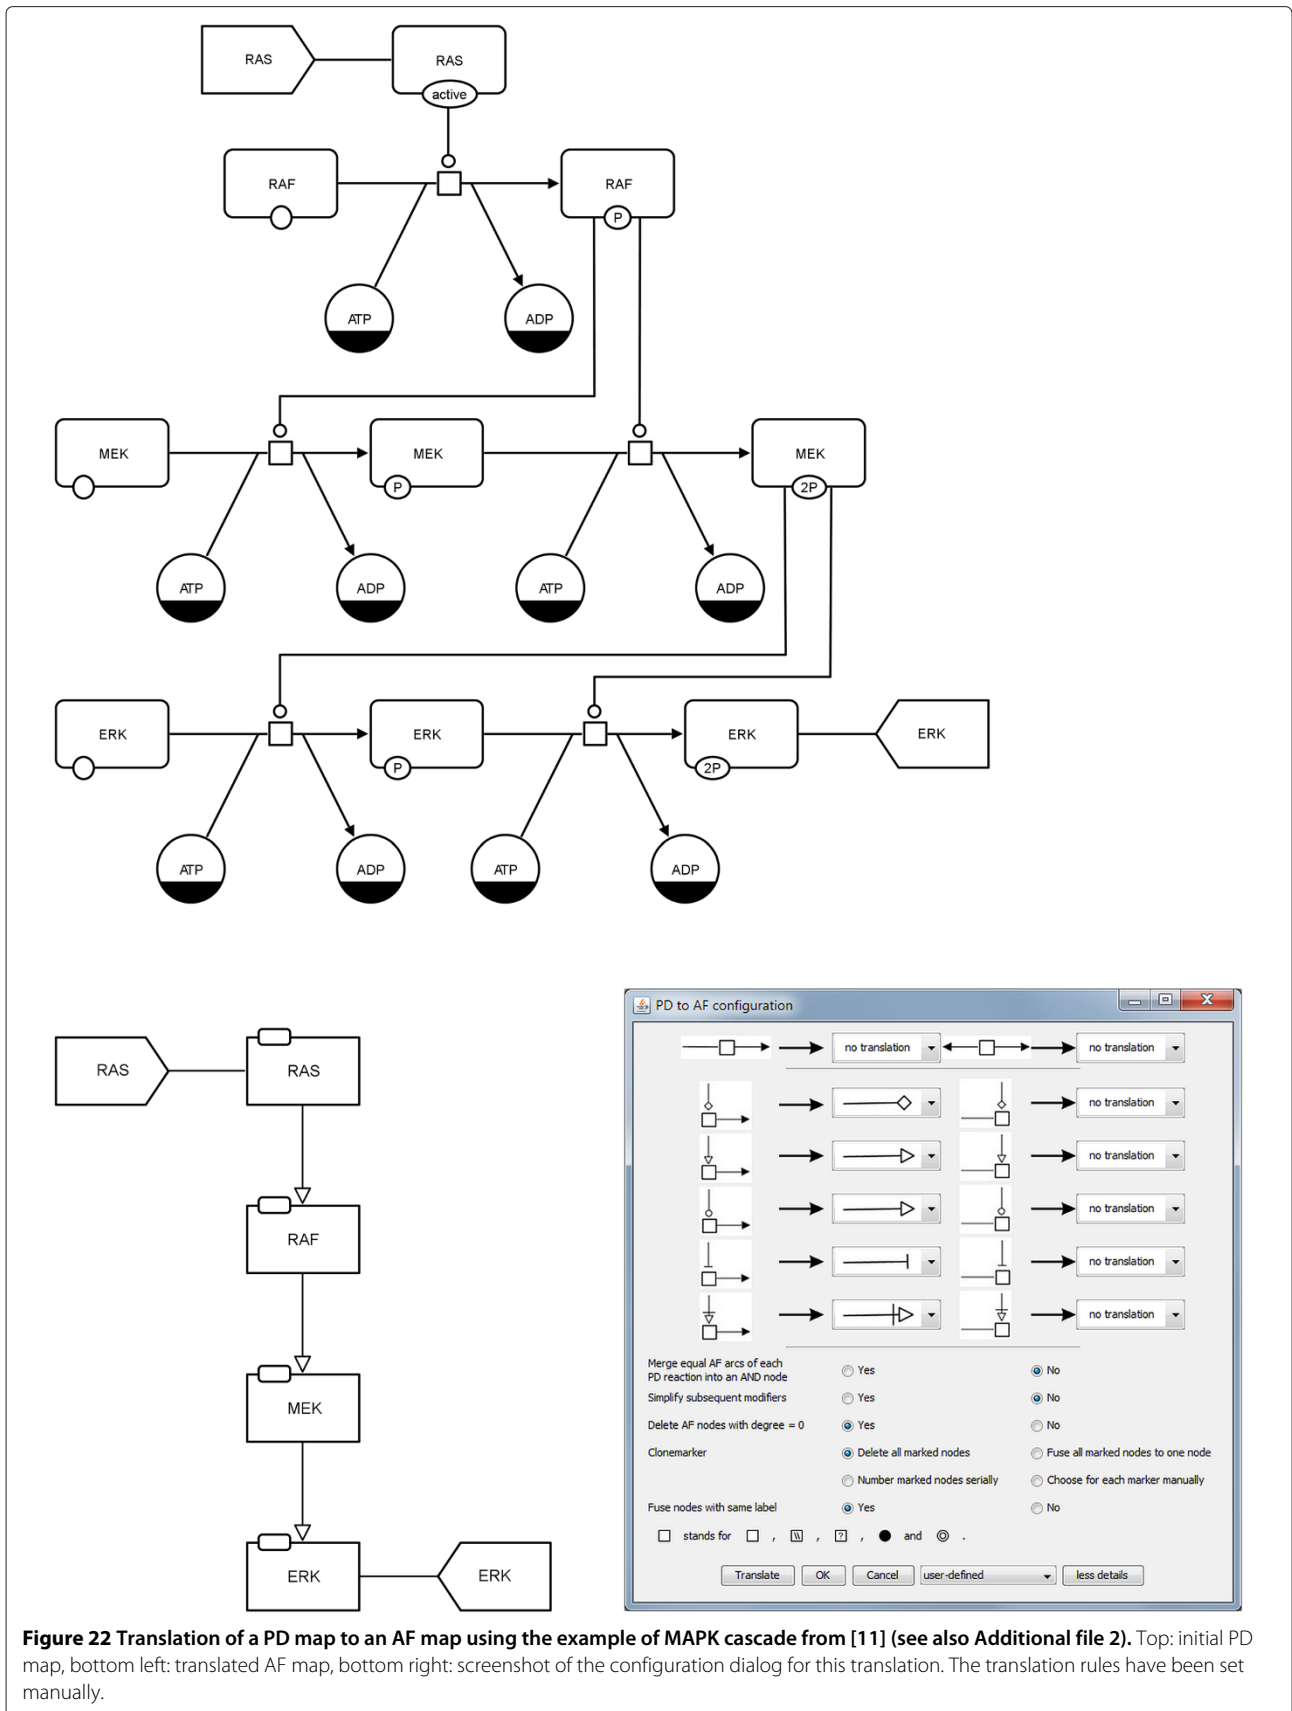 RAS
RAS
active
RAF
RAF
P
ATP
ADP
MEK
MEK
MEK
P
2P
ATP
ADP
ATP
ADP
ERK
ERK
ERK
ERK
P
2P
ATP
ADP
ATP
ADP
RAS
RAS
RAF
MEK
ERK
ERK
PD to AF configuration
no translation
no translation
no translation
no translation
no translation
no translation
no translation
Merge equal AF arcs of each
PD reaction into an AND node
Yes
No
Simplify subsequent modifiers
Yes
No
Delete AF nodes with degree = 0
Yes
No
Clonemarker
Delete all marked nodes
Fuse all marked nodes to one node
Number marked nodes serially
Choose for each marker manually
Fuse nodes with same label
Yes
No
stands for , \\ , ? , and .
Translate OK Cancel user-defined less details
Figure 22 Translation of a PD map to an AF map using the example of MAPK cascade from [11] (see also Additional file 2). Top: initial PD
map, bottom left: translated AF map, bottom right: screenshot of the configuration dialog for this translation. The translation rules have been set
manually.